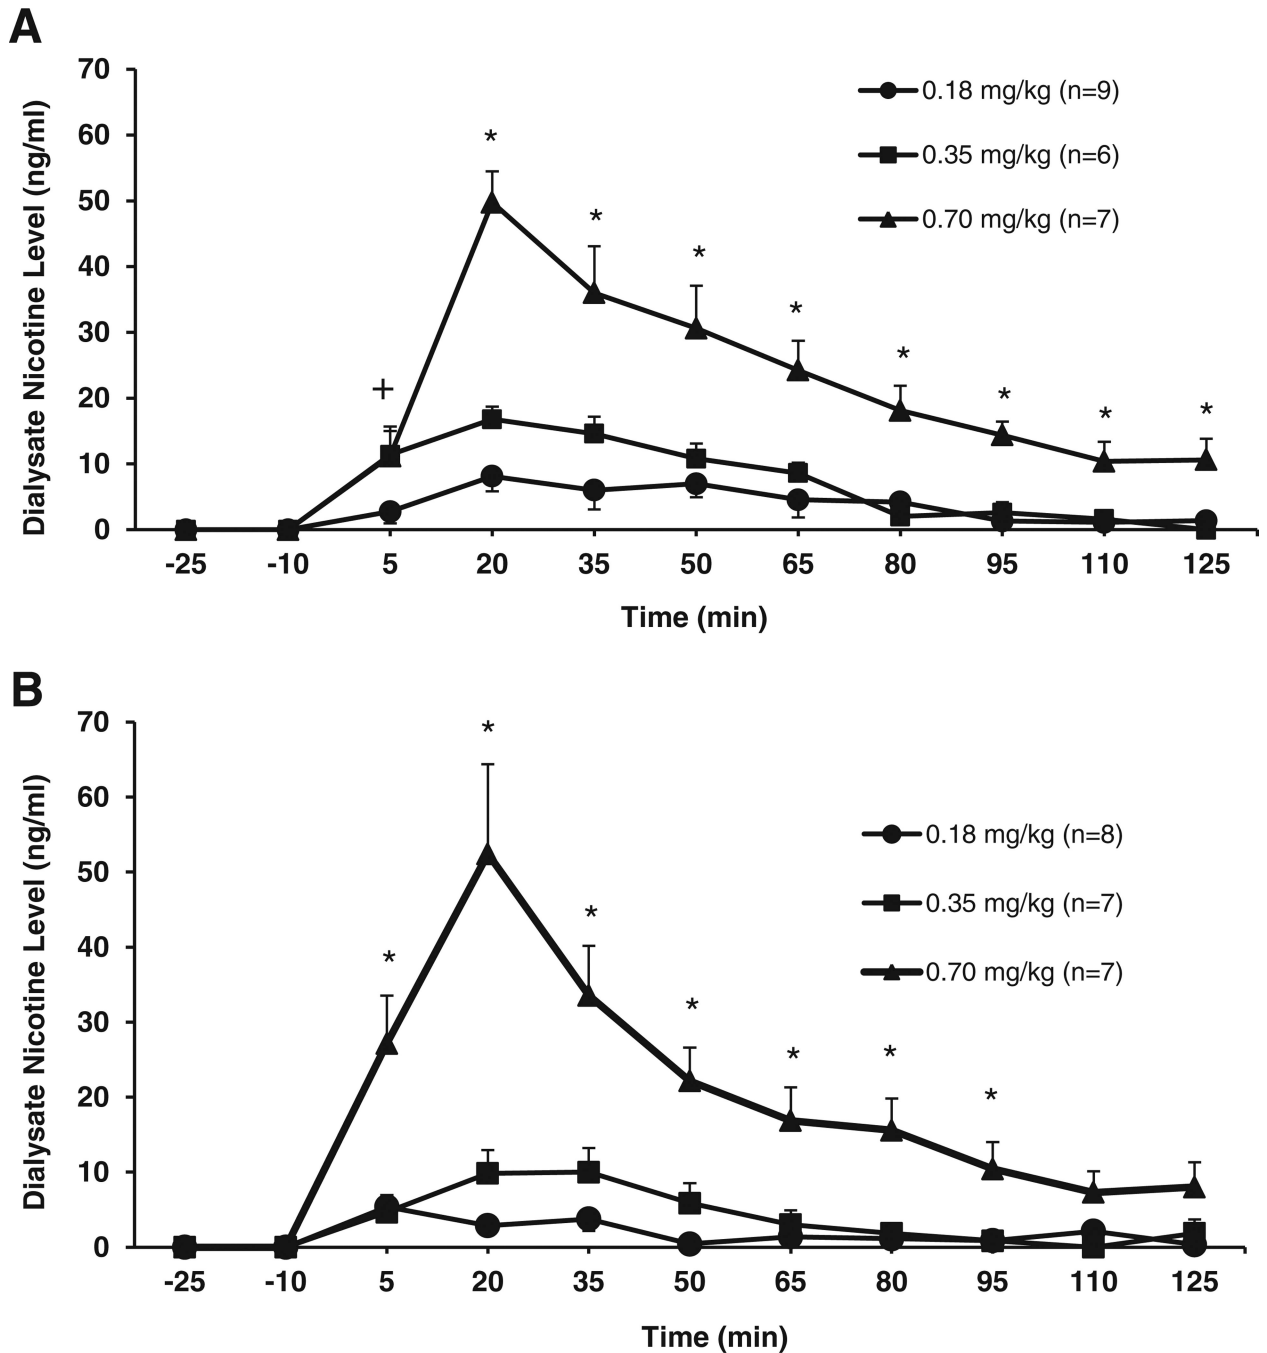 A
70
60
50
40
30
20
10
0
Dialysate Nicotine Level (ng/ml)
0.18 mg/kg (n=9)
0.35 mg/kg (n=6)
0.70 mg/kg (n=7)
+
*
*
*
*
*
*
*
*
-25 -10 5 20 35 50 65 80 95 110 125
Time (min)
B
70
60
50
40
30
20
10
0
Dialysate Nicotine Level (ng/ml)
0.18 mg/kg (n=8)
0.35 mg/kg (n=7)
0.70 mg/kg (n=7)
*
*
*
*
*
*
*
-25 -10 5 20 35 50 65 80 95 110 125
Time (min)